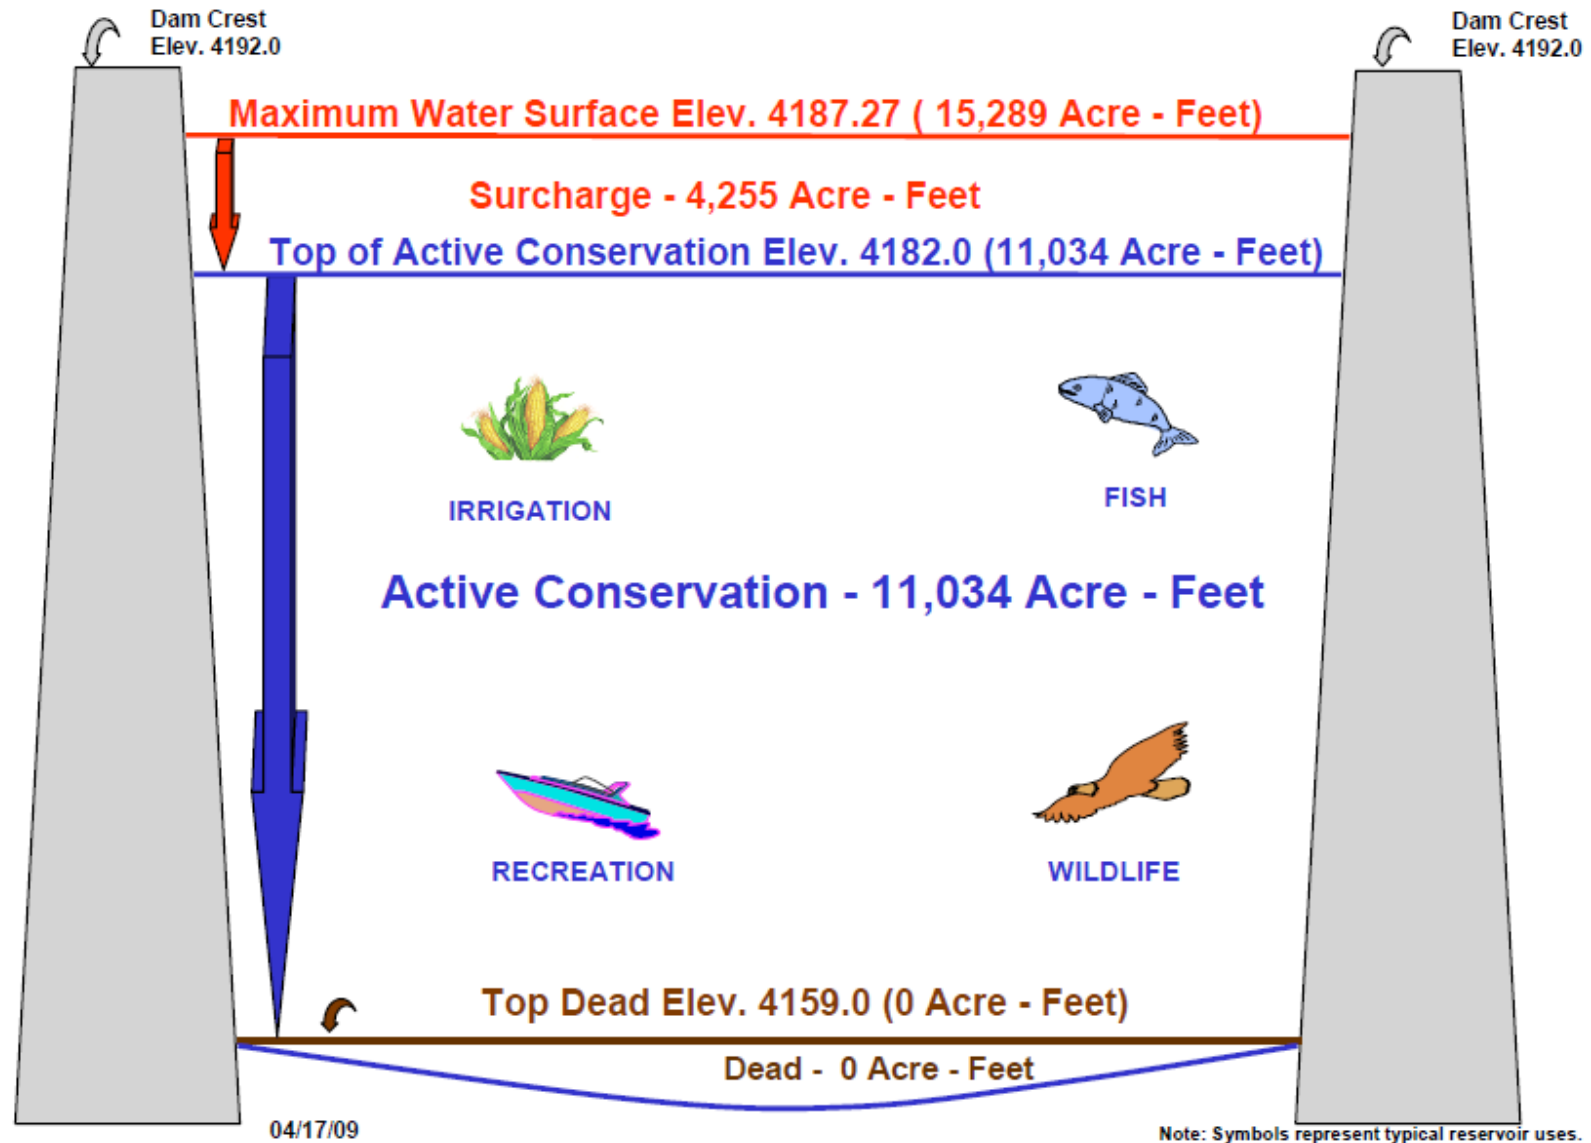 Dam Crest
Elev. 4192.0
Dam Crest
Elev. 4192.0
Maximum Water Surface Elev. 4187.27 ( 15,289 Acre - Feet)
Surcharge - 4,255 Acre - Feet
Top of Active Conservation Elev. 4182.0 (11,034 Acre - Feet)
IRRIGATION
FISH
Active Conservation - 11,034 Acre - Feet
RECREATION
WILDLIFE
Top Dead Elev. 4159.0 (0 Acre - Feet)
Dead - 0 Acre - Feet
04/17/09
Note: Symbols represent typical reservoir uses.